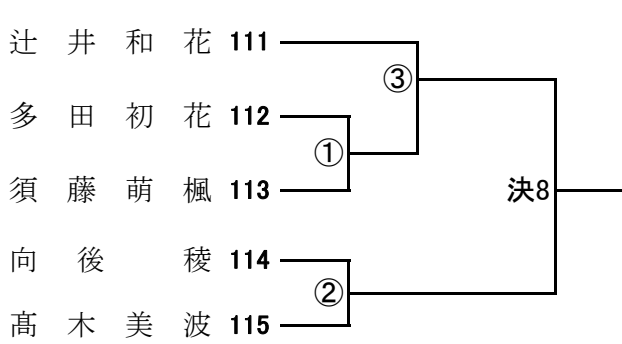 辻井和花 111
③
多田初花 112
①
須藤萌楓 113
決8
向後 稜 114
②
髙木美波 115